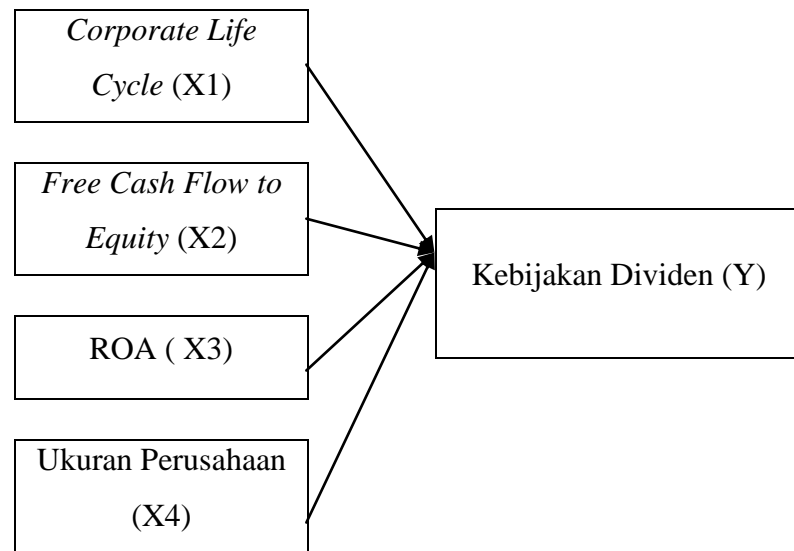 Corporate Life
Cycle (X1)
Free Cash Flow to
Equity (X2)
ROA ( X3)
Ukuran Perusahaan
(X4)
Kebijakan Dividen (Y)